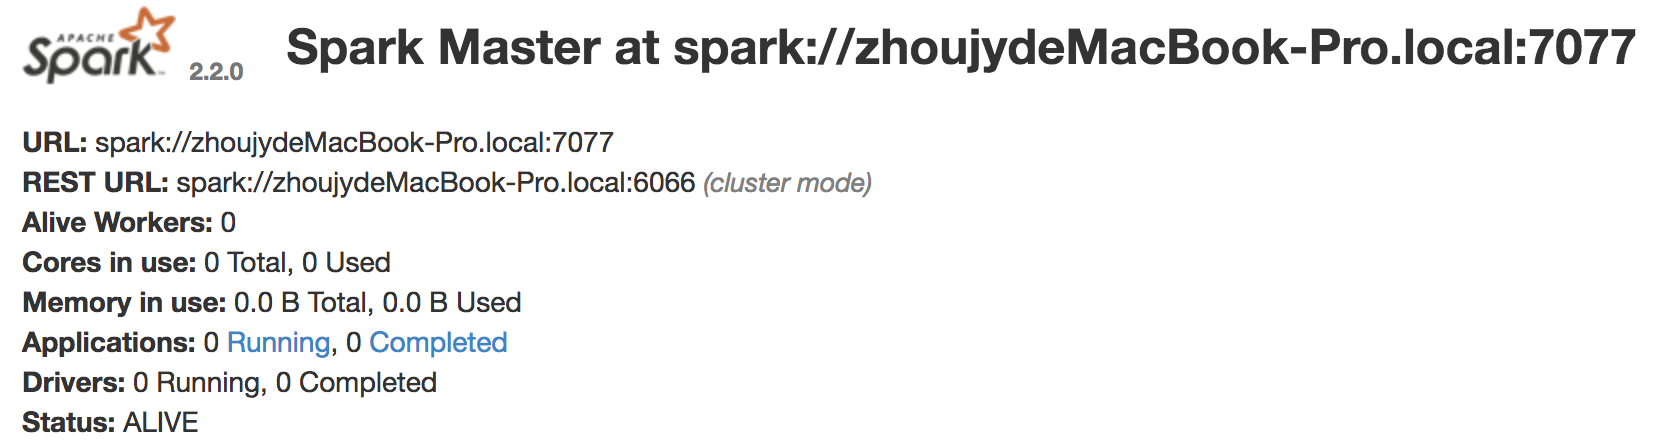 APACHE
Spark 2.2.0 Spark Master at spark://zhoujydeMacBook-Pro.local:7077
URL: spark://zhoujydeMacBook-Pro.local:7077
REST URL: spark://zhoujydeMacBook-Pro.local:6066 (cluster mode)
Alive Workers: 0
Cores in use: 0 Total, 0 Used
Memory in use: 0.0 B Total, 0.0 B Used
Applications: 0 Running, 0 Completed
Drivers: 0 Running, 0 Completed
Status: ALIVE